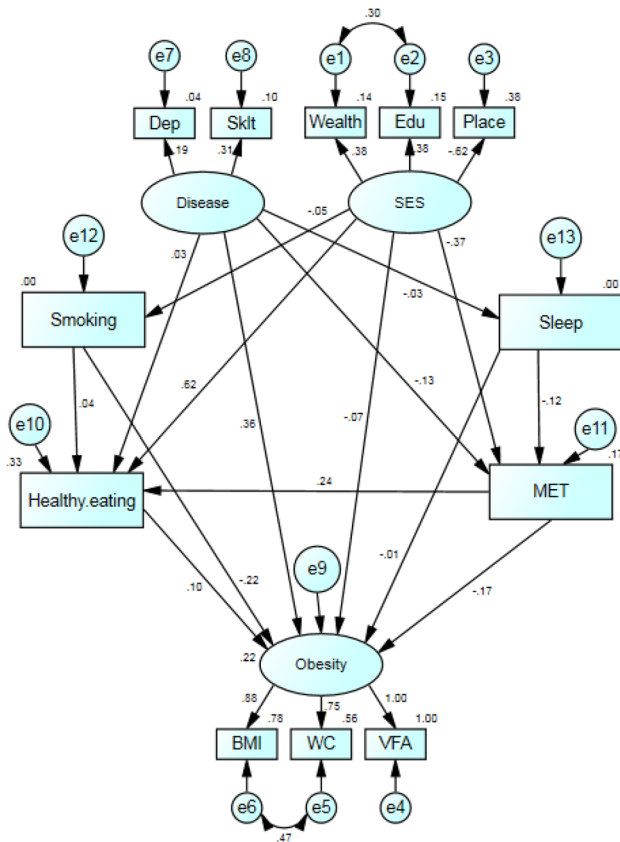 .30
e7
e8
e1
e2
e3
.04
.10
.14
.15
.38
Dep
Sklt
Wealth
Edu
Place
.19
.31
.38
.38
-.62
Disease
SES
-.05
e12
e13
.03
-.37
.00
-.03
.00
Smoking
Sleep
.62
-.13
.04
.36
-.07
-.12
e10
e11
.33
.17
Healthy.eating
.24
MET
-.01
e9
.10
-.22
-.17
.22
Obesity
.88
.75
1.00
.78
.56
1.00
BMI
WC
VFA
e6
e5
e4
.47